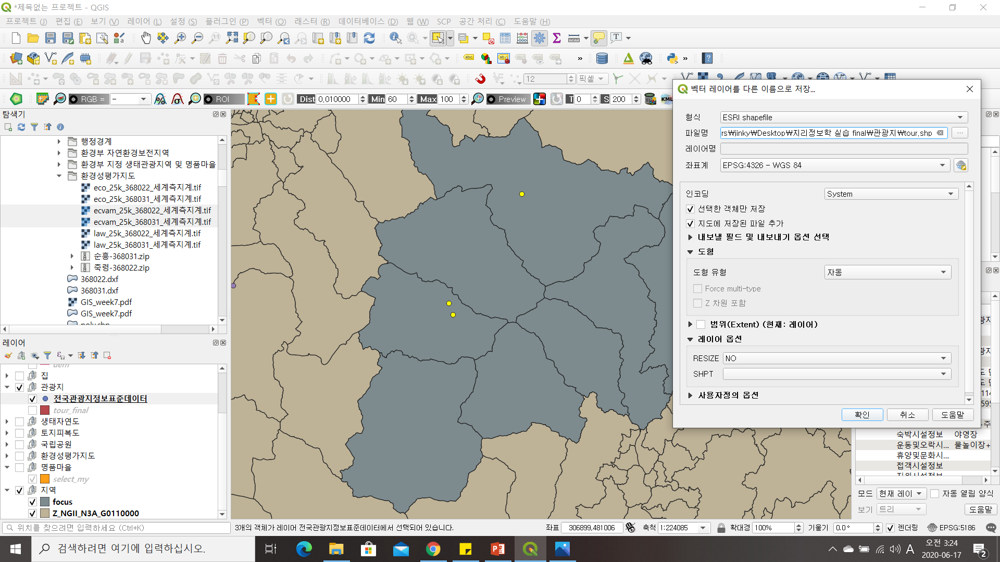 *제목없는 프로젝트 - QGIS
프로젝트 (J) 편집 (E) 보기 (V) 레이어 (L) 설정 (S) 플러그인 (P) 벡터 (O) 래스터 (R) 데이터베이스 (D) 웹 (W) SCP 공간 처리 (C) 도움말 (H)
12 픽셀
RGB = - ROI Dist 0,010000 Min 60 Max 100 Preview T 0 S 200 KML
탐색기
행정경계
환경부 자연환경보전지역
환경부 지정 생태관광지역 및 명품마을
환경성평가지도
eco_25k_368022_세계측지계.tif
eco_25k_368031_세계측지계.tif
ecvam_25k_368022_세계측지계.tif
ecvam_25k_368031_세계측지계.tif
law_25k_368022_세계측지계.tif
law_25k_368031_세계측지계.tif
순흥-368031.zip
죽령-368022.zip
368022.dxf
368031.dxf
GIS_week7.pdf
GIS_week7.pdf
poly.shp
레이어
dem
집
관광지
전국관광지정보표준데이터
tour_final
생태자연도
토지피복도
국립공원
환경성평가지도
명품마을
select_my
지역
focus
Z_NGII_N3A_G0110000
벡터 레이어를 다른 이름으로 저장...
형식 ESRI shapefile
파일명 rs₩jinky₩Desktop₩지리정보학 실습 final₩관광지₩tour.shp ...
레이어명
좌표계 EPSG:4326 - WGS 84
인코딩 System
선택한 객체만 저장
지도에 저장된 파일 추가
내보낼 필드 및 내보내기 옵션 선택
도형
도형 유형 자동
Force multi-type
Z 차원 포함
범위(Extent) (현재: 레이어)
레이어 옵션
RESIZE NO
SHPT
사용자정의 옵션
확인 취소 도움말
숙박시설정보 야영장
운동및오락시... 물놀이장+
휴양및문화시...
접객시설정보
지원시설정보
모드 현재 레이 자동 열림 양식
보기 트리 도움말
위치를 찾으려면 입력하세요 (Ctrl+K) 3개의 객체가 레이어 전국관광지정보표준데이터에서 선택되어 있습니다. 좌표 306899,481006 축척 1:224085 확대경 100% 기울기 0.0 ° 렌더링 EPSG:5186
검색하려면 여기에 입력하십시오.
A 오전 3:24
2020-06-17
2